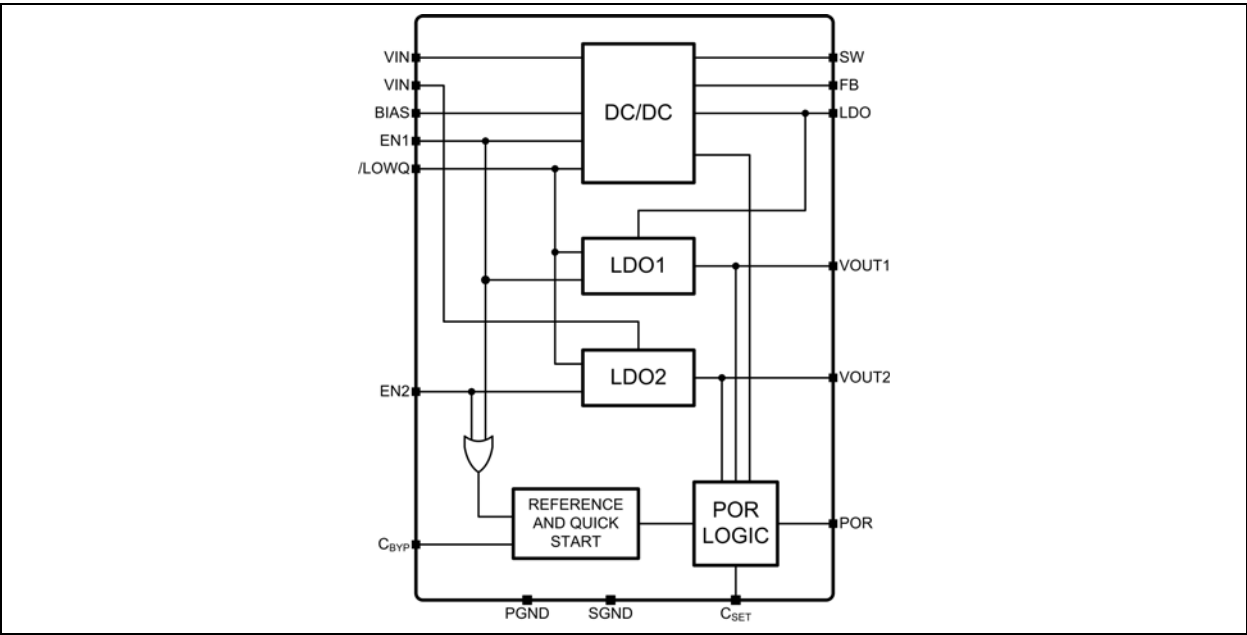 VIN
VIN
BIAS
EN1
/LOWQ
EN2
CBYP
DC/DC
LDO1
LDO2
REFERENCE
AND QUICK
START
POR
LOGIC
SW
FB
LDO
VOUT1
VOUT2
POR
PGND
SGND
CSET